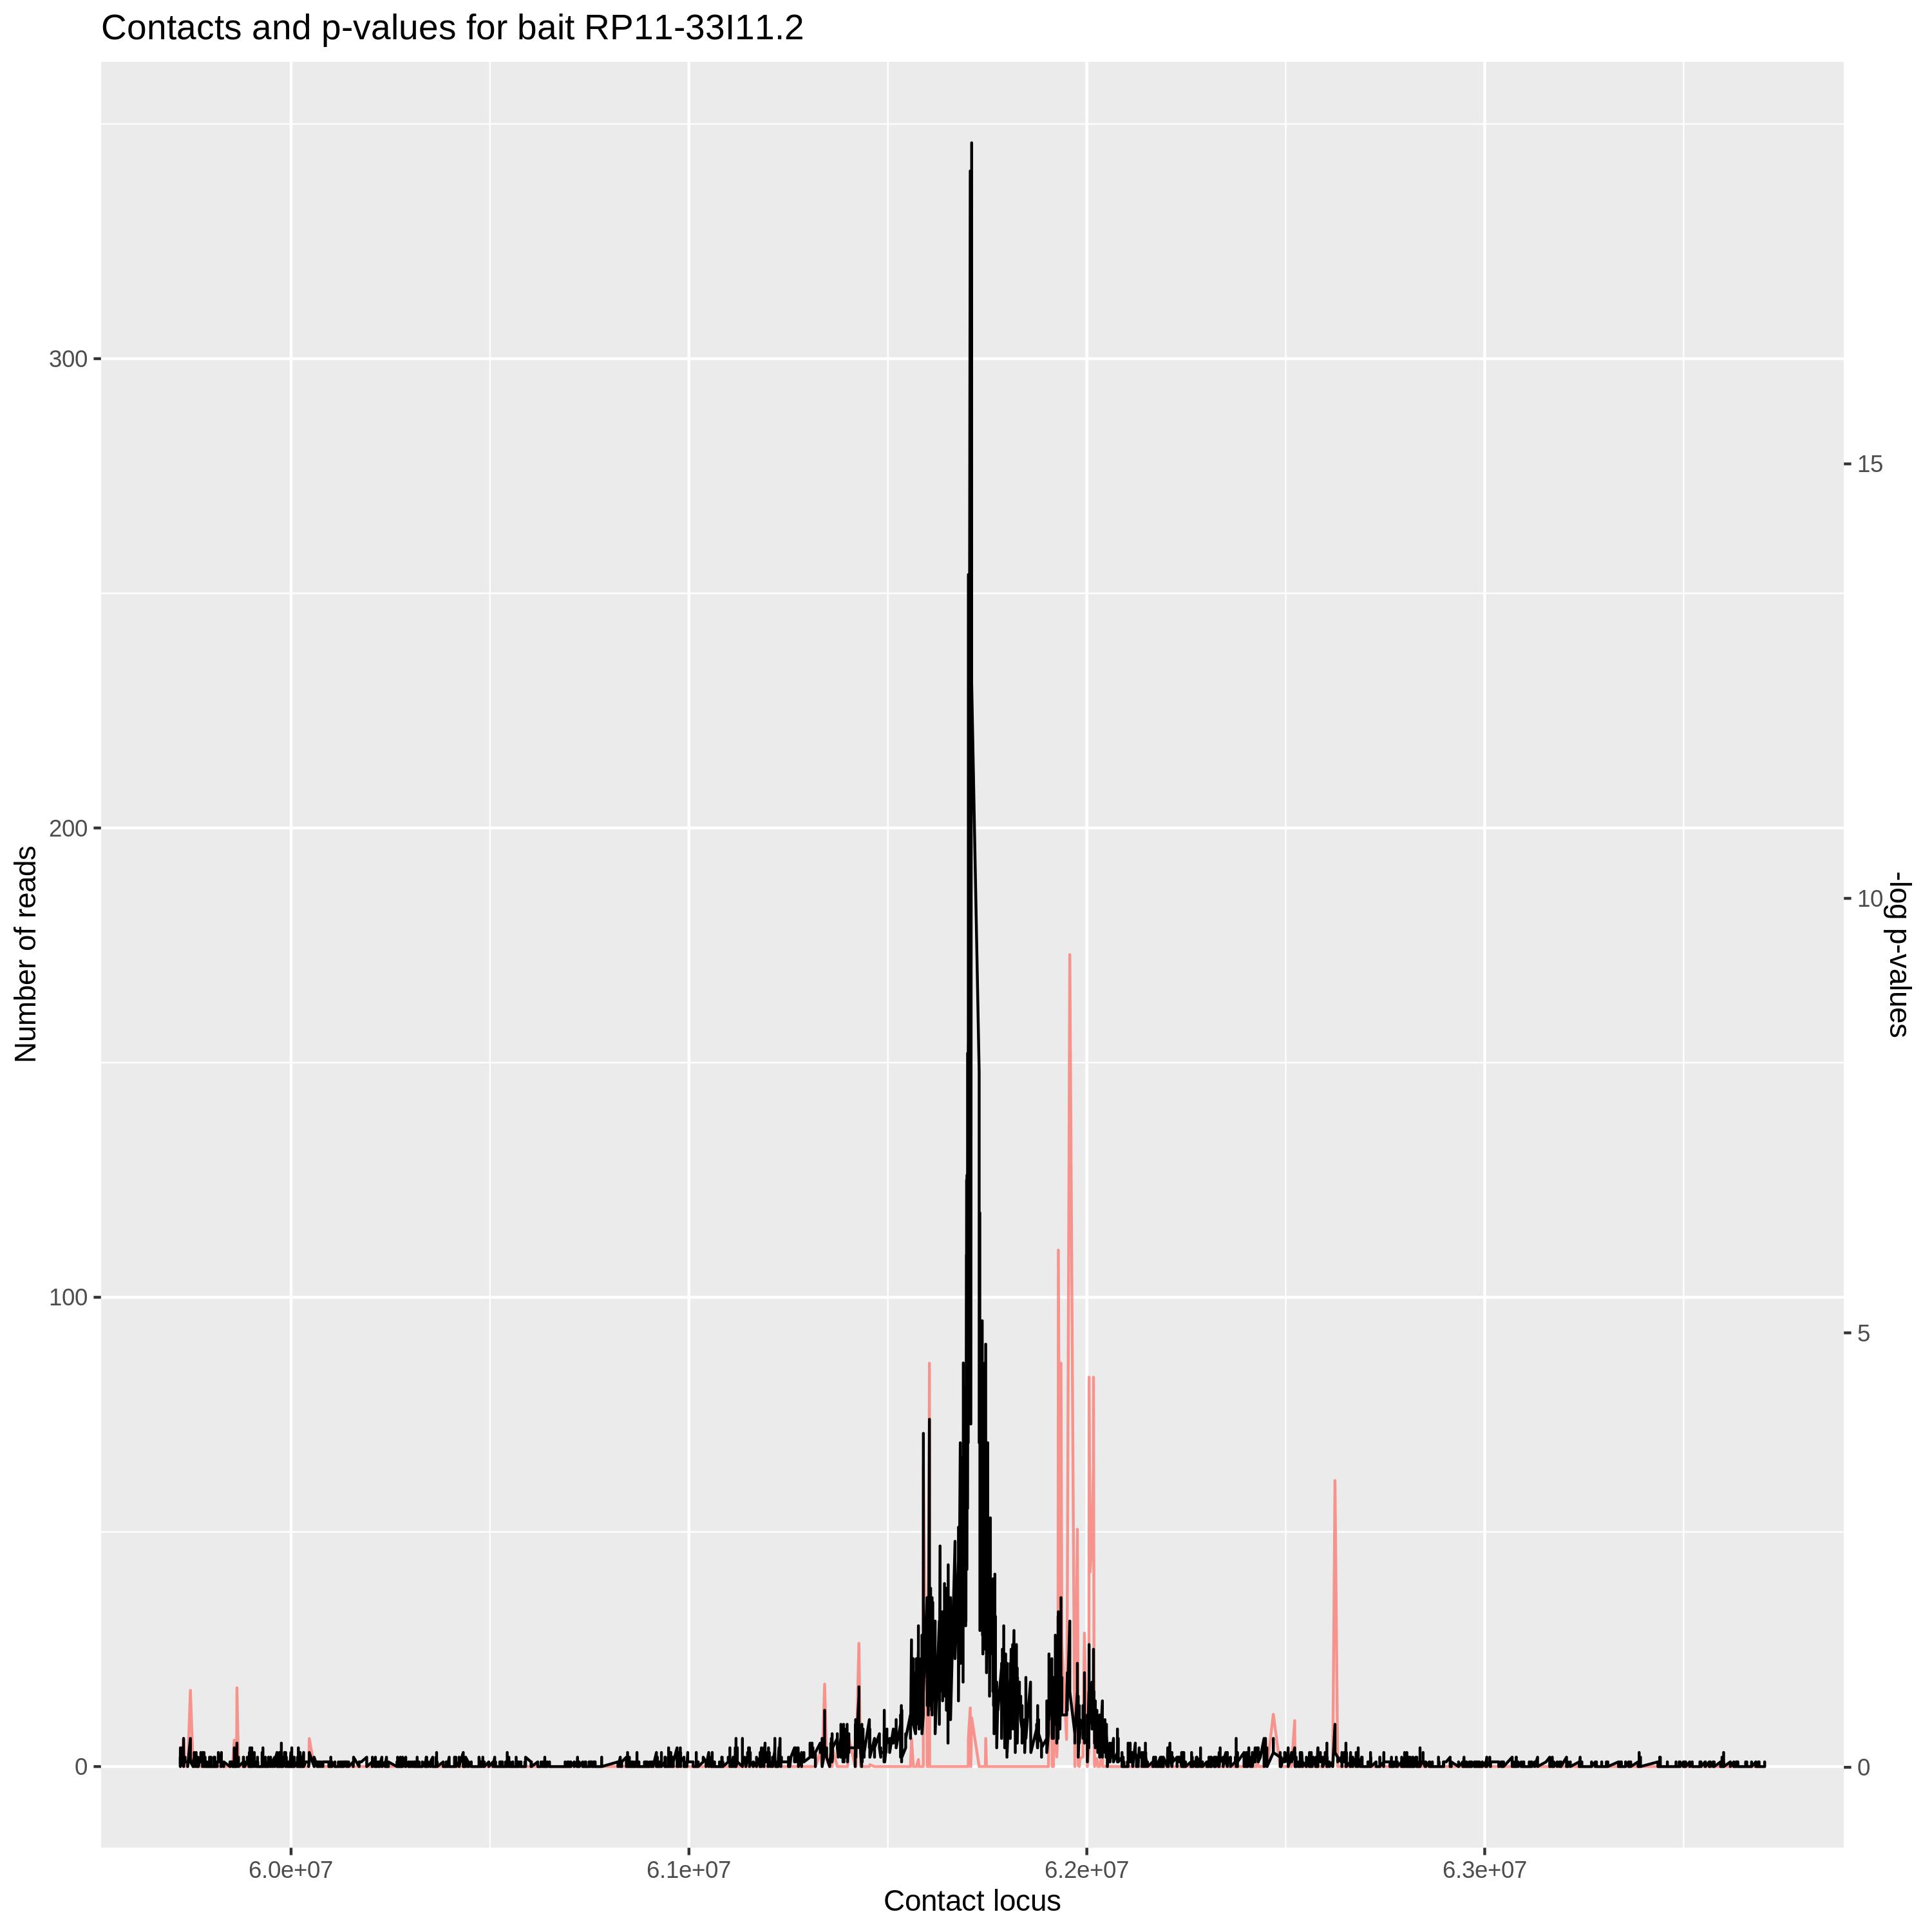 Contacts and p-values for bait RP11-33I11.2
300
200
100
0
Number of reads
15
10
5
0
-log p-values
6.0e+07
6.1e+07
6.2e+07
6.3e+07
Contact locus